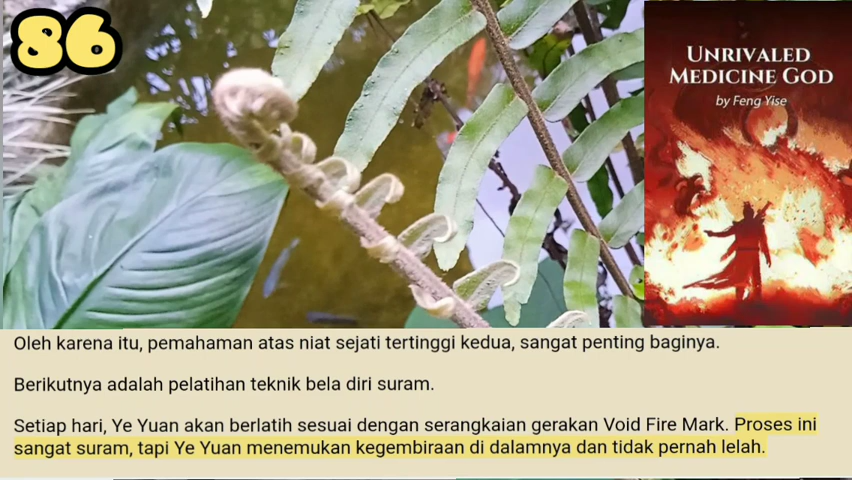 86
UNRIVALED
MEDICINE GOD
by Feng Yise
Oleh karena itu, pemahaman atas niat sejati tertinggi kedua, sangat penting baginya.
Berikutnya adalah pelatihan teknik bela diri suram.
Setiap hari, Ye Yuan akan berlatih sesuai dengan serangkaian gerakan Void Fire Mark. Proses ini
sangat suram, tapi Ye Yuan menemukan kegembiraan di dalamnya dan tidak pernah lelah.